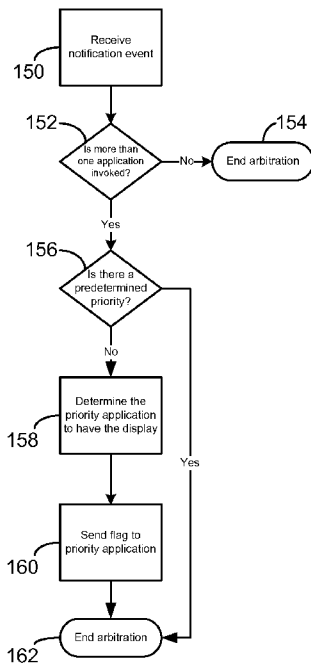 Receive
notification event
150
152
Is more than
one application
invoked?
No
154
End arbitration
Yes
156
Is there a
predetermined
priority?
No
Yes
Determine the
priority application
to have the display
158
Send flag to
priority application
160
End arbitration
162